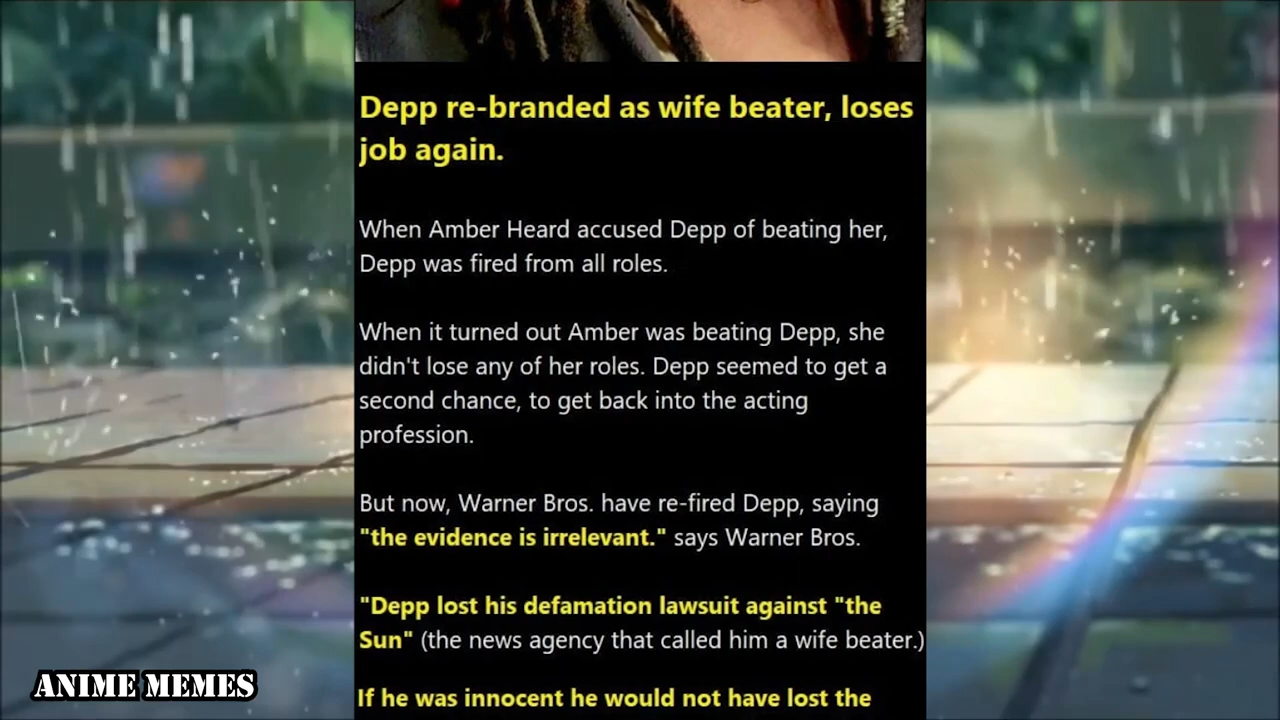 Depp re-branded as wife beater, loses
job again.
When Amber Heard accused Depp of beating her,
Depp was fired from all roles.
When it turned out Amber was beating Depp, she
didn't lose any of her roles. Depp seemed to get a
second chance, to get back into the acting
profession.
But now, Warner Bros. have re-fired Depp, saying
"the evidence is irrelevant." says Warner Bros.
"Depp lost his defamation lawsuit against "the
Sun" (the news agency that called him a wife beater.)
If he was innocent he would not have lost the
ANIME MEMES